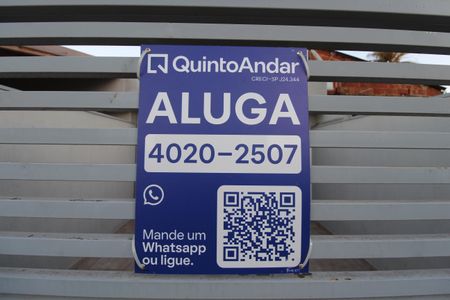 QuintoAndar
CRECI-SP J24.344
ALUGA
4020-2507
Mande um
Whatsapp
ou ligue.